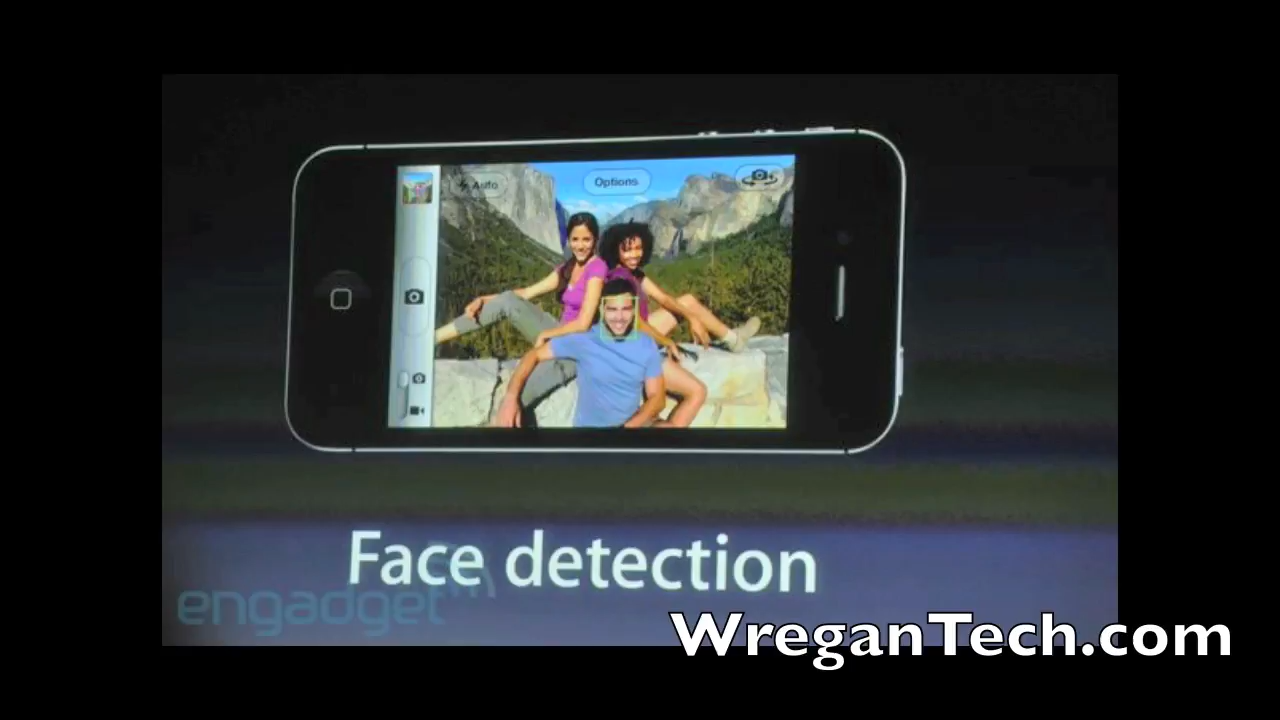 Auto
Options
Face detection
engadget
WreganTech.com